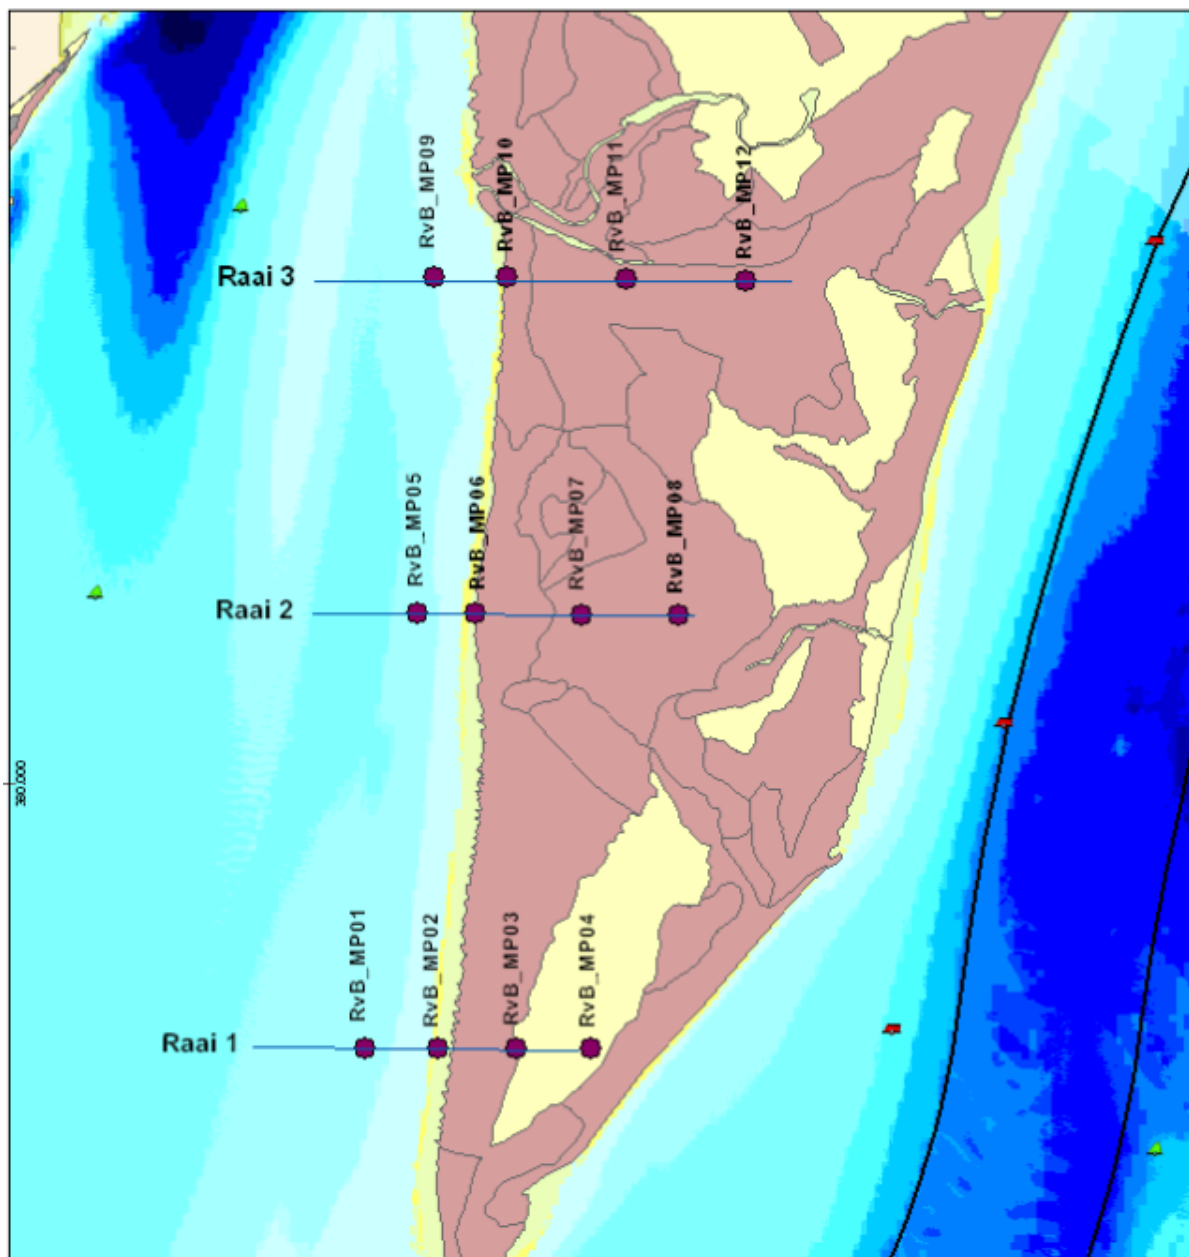 RvB_MP09
RvB_MP10
RvB_MP11
RvB_MP12
Raai 3
RvB_MP05
RvB_MP06
RvB_MP07
RvB_MP08
Raai 2
380.000
RvB_MP01
RvB_MP02
RvB_MP03
RvB_MP04
Raai 1